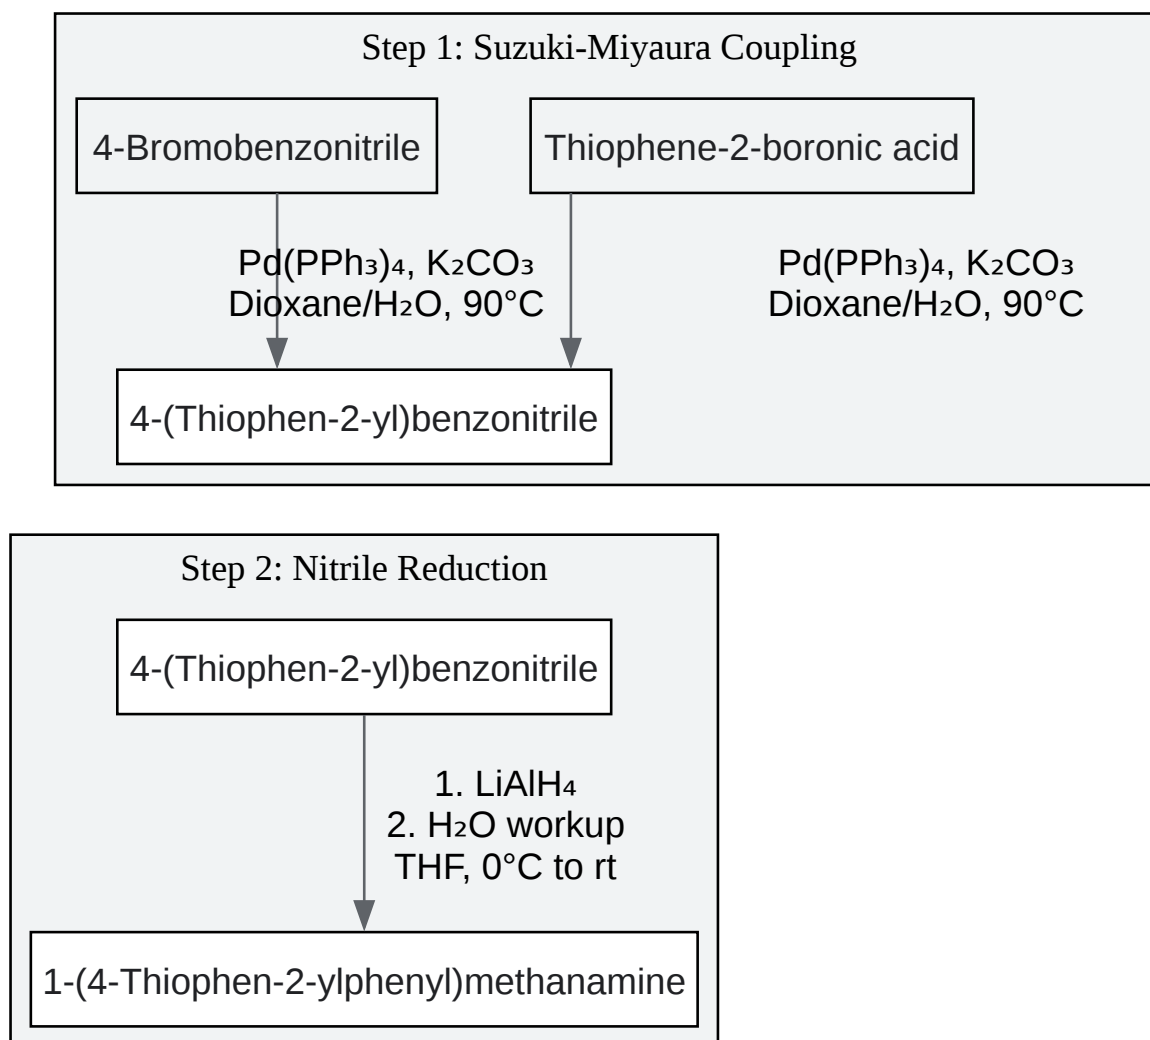 Step 1: Suzuki-Miyaura Coupling
4-Bromobenzonitrile
Thiophene-2-boronic acid
Pd(PPh₃)₄, K₂CO₃
Dioxane/H₂O, 90°C
Pd(PPh₃)₄, K₂CO₃
Dioxane/H₂O, 90°C
4-(Thiophen-2-yl)benzonitrile
Step 2: Nitrile Reduction
4-(Thiophen-2-yl)benzonitrile
1. LiAlH₄
2. H₂O workup
THF, 0°C to rt
1-(4-Thiophen-2-ylphenyl)methanamine